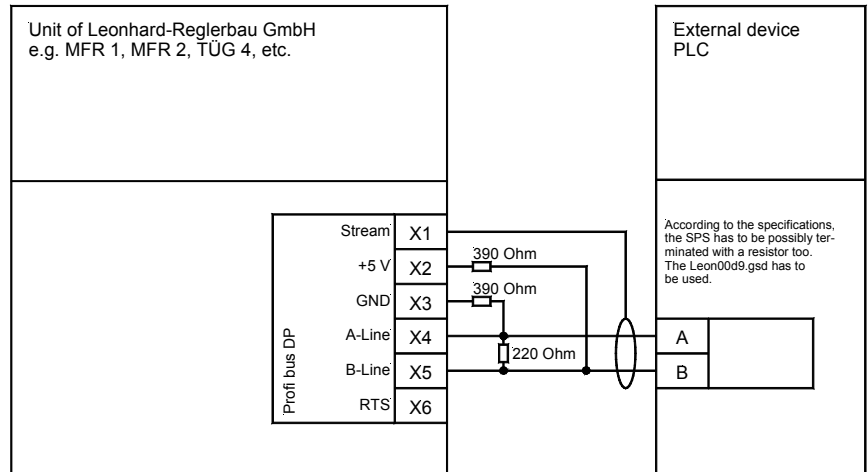 Unit of Leonhard-Reglerbau GmbH
e.g. MFR 1, MFR 2, TÜG 4, etc.
External device
PLC
According to the specifications,
the SPS has to be possibly ter-
minated with a resistor too.
The Leon00d9.gsd has to
be used.
Profi bus DP
Stream X1
+5 V X2 390 Ohm
GND X3 390 Ohm
A-Line X4 A
220 Ohm
B-Line X5 B
RTS X6